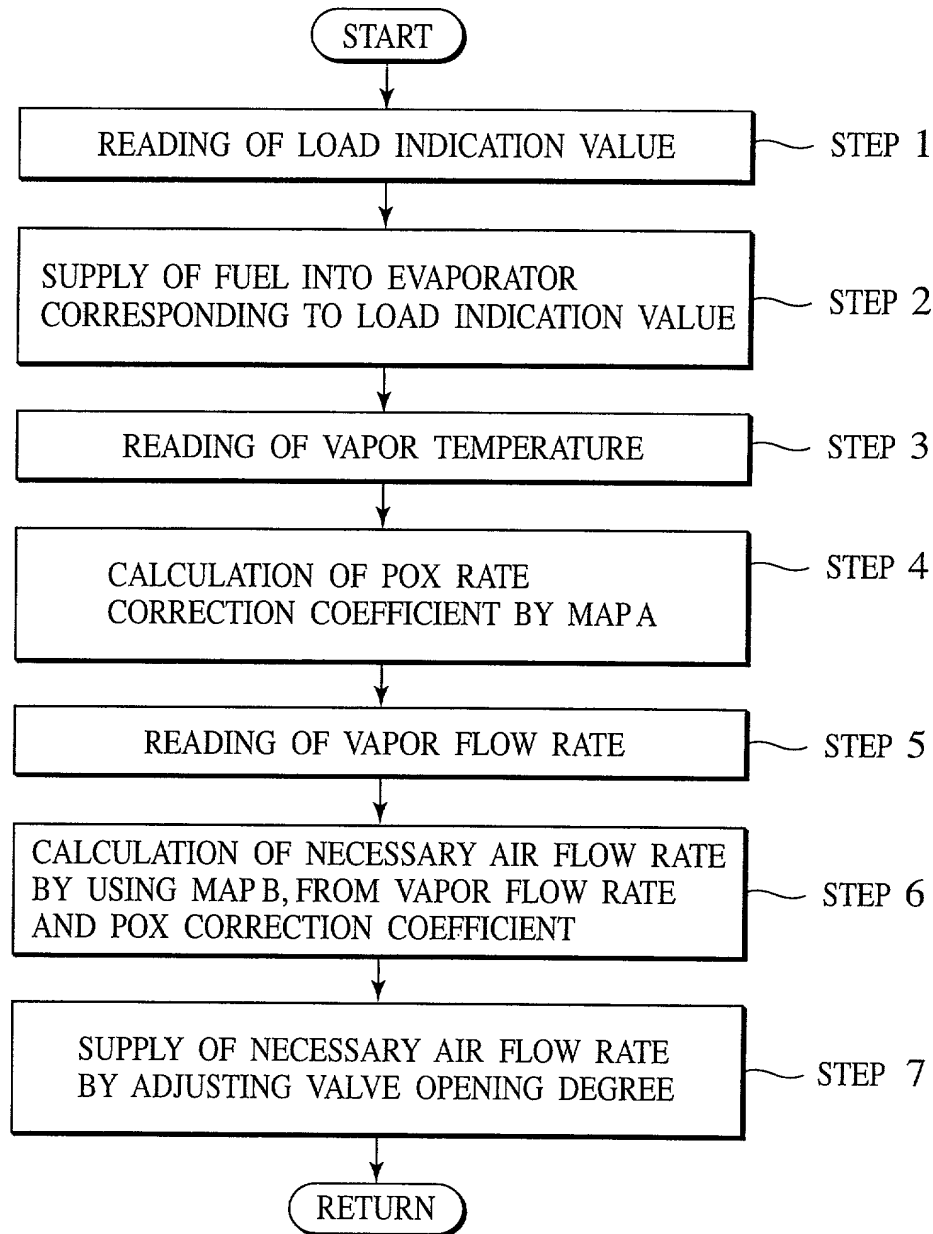 START
READING OF LOAD INDICATION VALUE
STEP 1
SUPPLY OF FUEL INTO EVAPORATOR
CORRESPONDING TO LOAD INDICATION VALUE
STEP 2
READING OF VAPOR TEMPERATURE
STEP 3
CALCULATION OF POX RATE
CORRECTION COEFFICIENT BY MAP A
STEP 4
READING OF VAPOR FLOW RATE
STEP 5
CALCULATION OF NECESSARY AIR FLOW RATE
BY USING MAP B, FROM VAPOR FLOW RATE
AND POX CORRECTION COEFFICIENT
STEP 6
SUPPLY OF NECESSARY AIR FLOW RATE
BY ADJUSTING VALVE OPENING DEGREE
STEP 7
RETURN